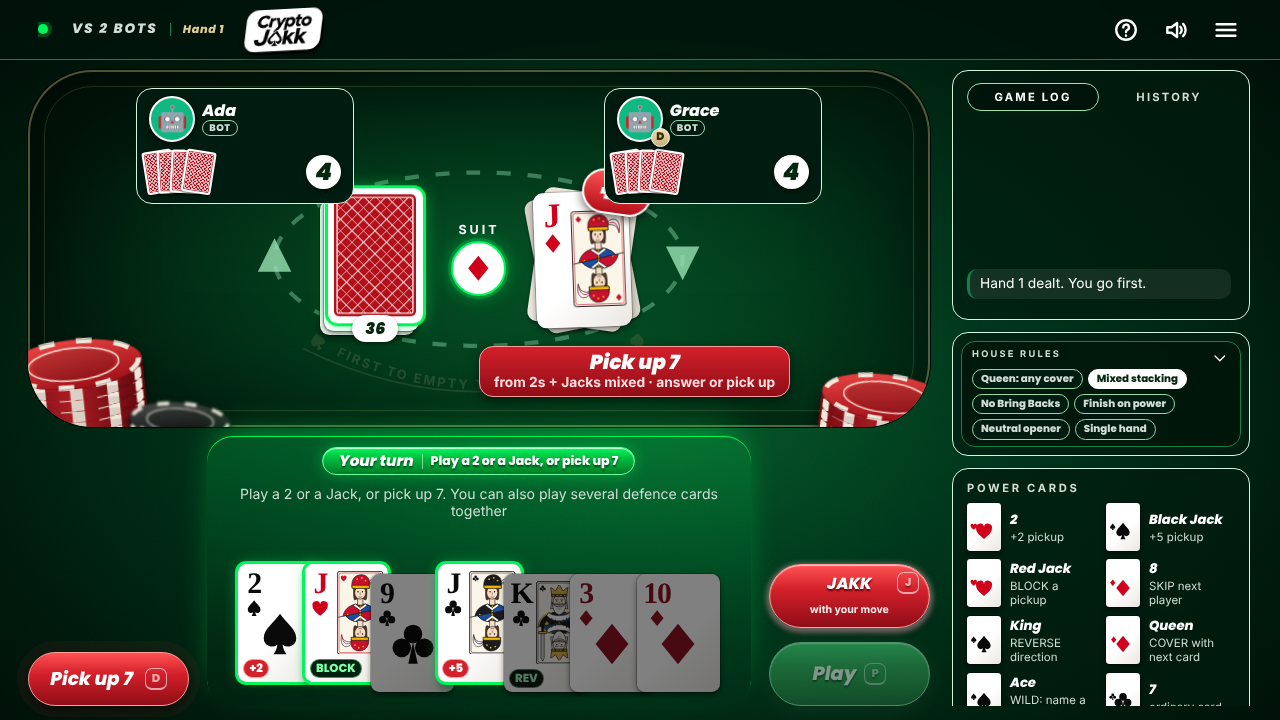 VS 2 BOTS
Hand 1
Crypto
Jokk
Ada
BOT
4
Grace
D
BOT
4
SUIT
J
36
FIRST TO EMPTY
Pick up 7
from 2s + Jacks mixed · answer or pick up
GAME LOG
HISTORY
Hand 1 dealt. You go first.
HOUSE RULES
Queen: any cover
Mixed stacking
No Bring Backs
Finish on power
Neutral opener
Single hand
Your turn
Play a 2 or a Jack, or pick up 7
Play a 2 or a Jack, or pick up 7. You can also play several defence cards
together
2
+2
J
BLOCK
9
J
+5
K
REV
3
10
JAKK
J
with your move
Pick up 7
D
Play
P
POWER CARDS
2
+2 pickup
Black Jack
+5 pickup
Red Jack
BLOCK a
pickup
8
SKIP next
player
King
REVERSE
direction
Queen
COVER with
next card
Ace
WILD: name a
7
ordinary card